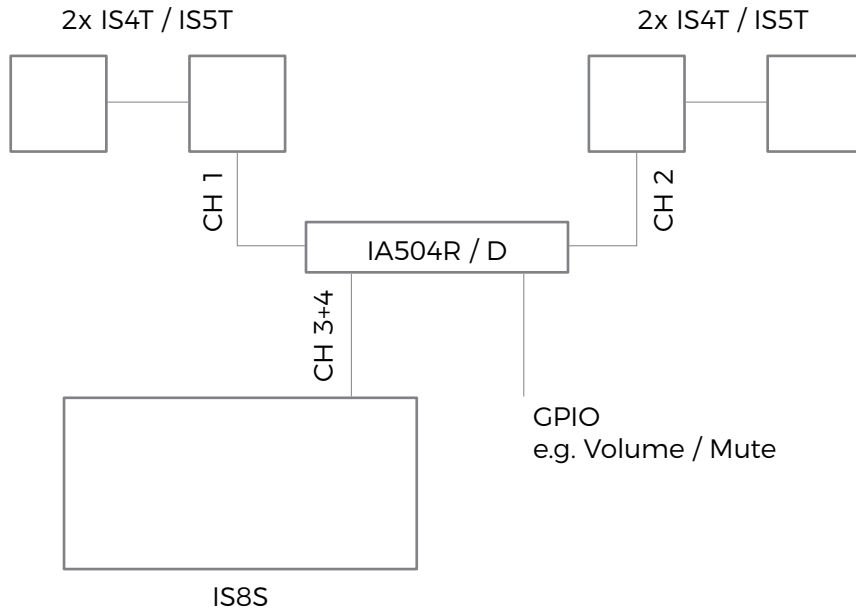 2x IS4T / IS5T
2x IS4T / IS5T
CH 1
CH 2
IA504R / D
CH 3+4
GPIO
e.g. Volume / Mute
IS8S